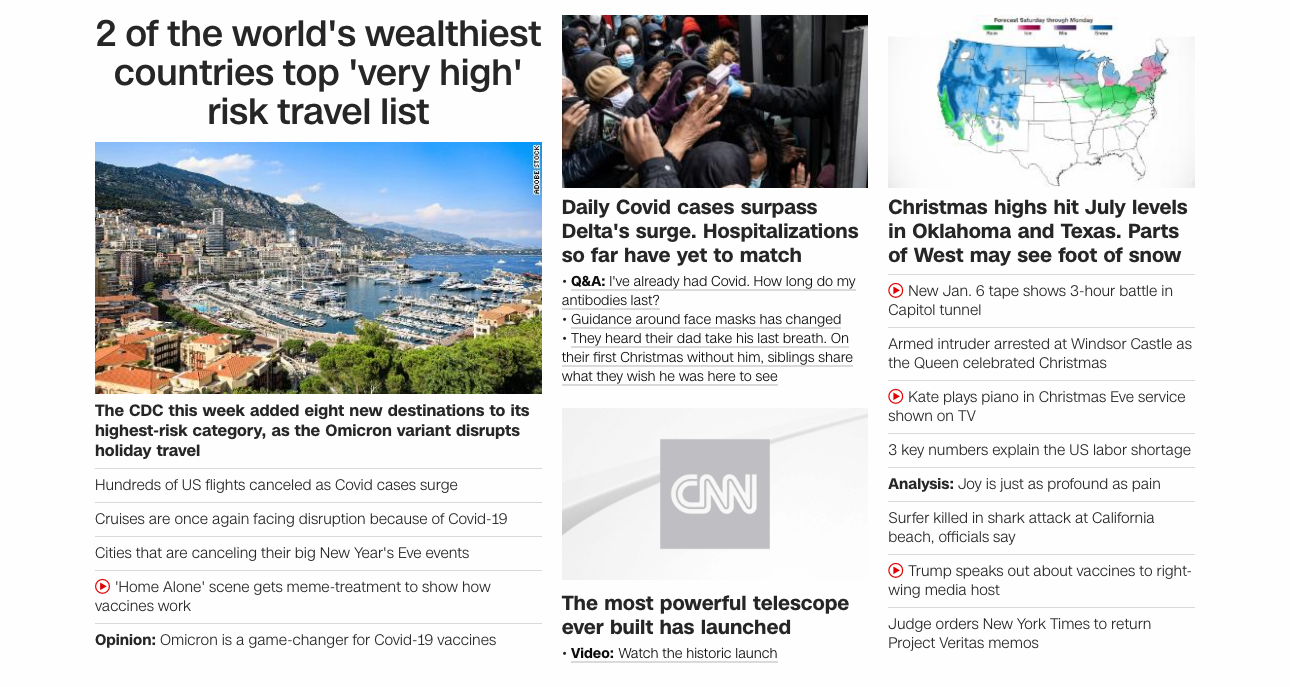 2 of the world's wealthiest
countries top 'very high'
risk travel list
ADOBE STOCK
The CDC this week added eight new destinations to its
highest-risk category, as the Omicron variant disrupts
holiday travel
Hundreds of US flights canceled as Covid cases surge
Cruises are once again facing disruption because of Covid-19
Cities that are canceling their big New Year's Eve events
'Home Alone' scene gets meme-treatment to show how
vaccines work
Opinion: Omicron is a game-changer for Covid-19 vaccines
Daily Covid cases surpass
Delta's surge. Hospitalizations
so far have yet to match
• Q&A: I've already had Covid. How long do my
antibodies last?
• Guidance around face masks has changed
• They heard their dad take his last breath. On
their first Christmas without him, siblings share
what they wish he was here to see
CNN
The most powerful telescope
ever built has launched
• Video: Watch the historic launch
Forecast Saturday through Monday
Rain Ice Mix Snow
Christmas highs hit July levels
in Oklahoma and Texas. Parts
of West may see foot of snow
New Jan. 6 tape shows 3-hour battle in
Capitol tunnel
Armed intruder arrested at Windsor Castle as
the Queen celebrated Christmas
Kate plays piano in Christmas Eve service
shown on TV
3 key numbers explain the US labor shortage
Analysis: Joy is just as profound as pain
Surfer killed in shark attack at California
beach, officials say
Trump speaks out about vaccines to right-
wing media host
Judge orders New York Times to return
Project Veritas memos